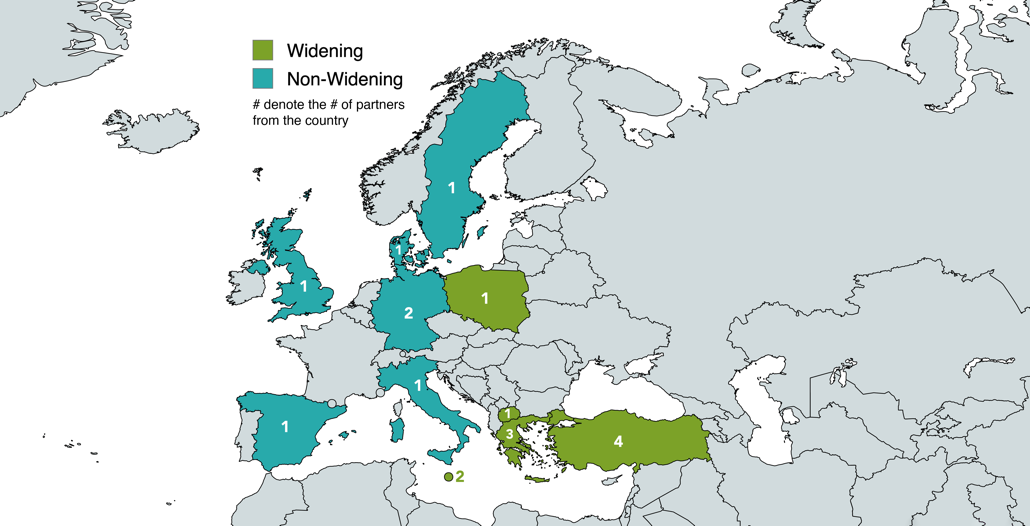 Widening
Non-Widening
# denote the # of partners
from the country
1
1
1
2
1
1
1
1
3
4
2